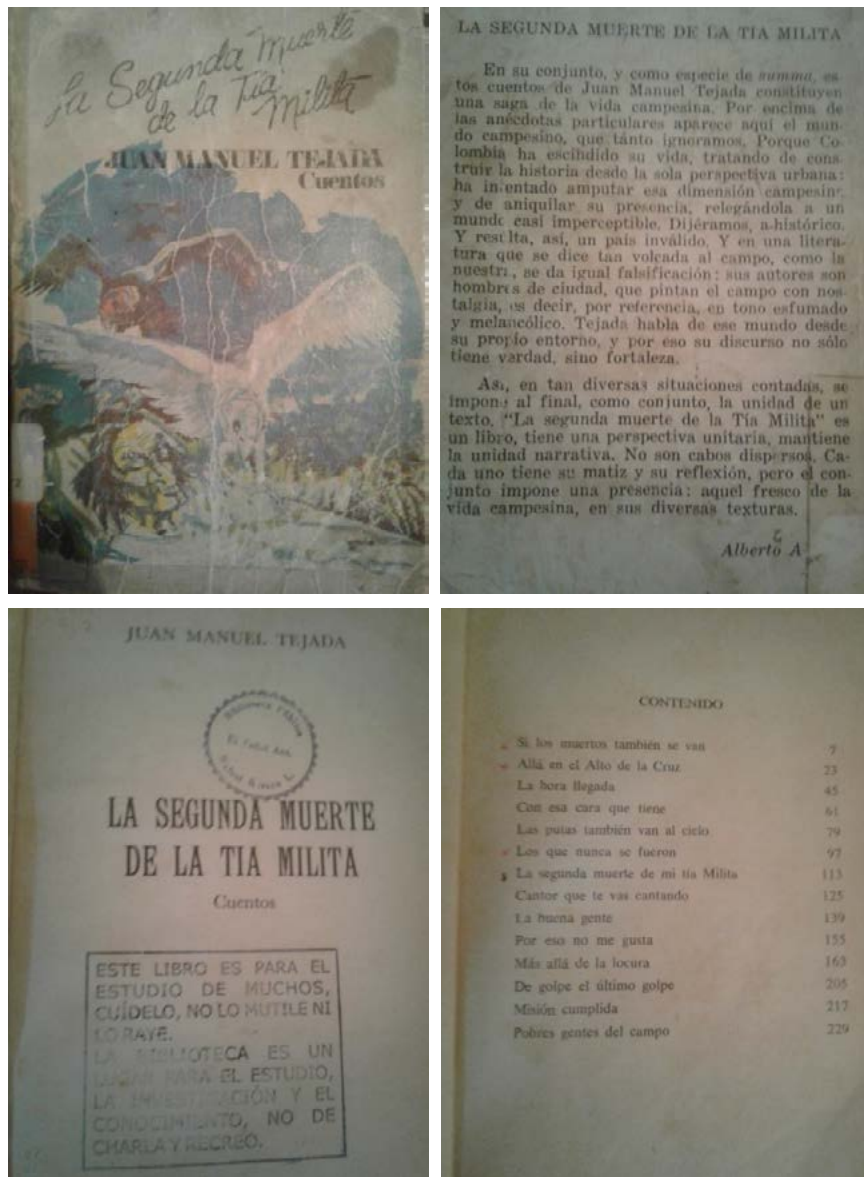 La Segunda Muerte
de la Tía
Milita
JUAN MANUEL TEJADA
Cuentos
LA SEGUNDA MUERTE DE LA TIA MILITA
En su conjunto, y como especie de summa, es-
tos cuentos de Juan Manuel Tejada constituyen
una saga de la vida campesina. Por encima de
las anécdotas particulares aparece aquí el mun-
do campesino, que tánto ignoramos. Porque Co-
lombia ha escindido su vida, tratando de cons-
truir la historia desde la sola perspectiva urbana:
ha intentado amputar esa dimensión campesina
y de aniquilar su presencia, relegándola a un
mundo casi imperceptible. Dijéramos, a-histórico.
Y resulta, así, un país inválido. Y en una litera-
tura que se dice tan volcada al campo, como la
nuestra, se da igual falsificación: sus autores son
hombres de ciudad, que pintan el campo con nos-
talgia, es decir, por referencia, en tono esfumado
y melancólico. Tejada habla de ese mundo desde
su propio entorno, y por eso su discurso no sólo
tiene verdad, sino fortaleza.
Así, en tan diversas situaciones contadas, se
impone al final, como conjunto, la unidad de un
texto. "La segunda muerte de la Tía Milita" es
un libro, tiene una perspectiva unitaria, mantiene
la unidad narrativa. No son cabos dispersos. Ca-
da uno tiene su matiz y su reflexión, pero el con-
junto impone una presencia: aquel fresco de la
vida campesina, en sus diversas texturas.
Alberto A
JUAN MANUEL TEJADA
Biblioteca Pública
LA SEGUNDA MUERTE
DE LA TIA MILITA
Cuentos
ESTE LIBRO ES PARA EL
ESTUDIO DE MUCHOS,
CUÍDELO, NO LO MUTILE NI
LO RAYE.
LA BIBLIOTECA ES UN
LUGAR PARA EL ESTUDIO,
LA INVESTIGACIÓN Y EL
CONOCIMIENTO, NO DE
CHARLA Y RECREO.
CONTENIDO
Si los muertos también se van 7
Allá en el Alto de la Cruz 23
La hora llegada 45
Con esa cara que tiene 61
Las putas también van al cielo 79
Los que nunca se fueron 97
La segunda muerte de mi tía Milita 113
Cantor que te vas cantando 125
La buena gente 139
Por eso no me gusta 155
Más allá de la locura 163
De golpe el último golpe 205
Misión cumplida 217
Pobres gentes del campo 229